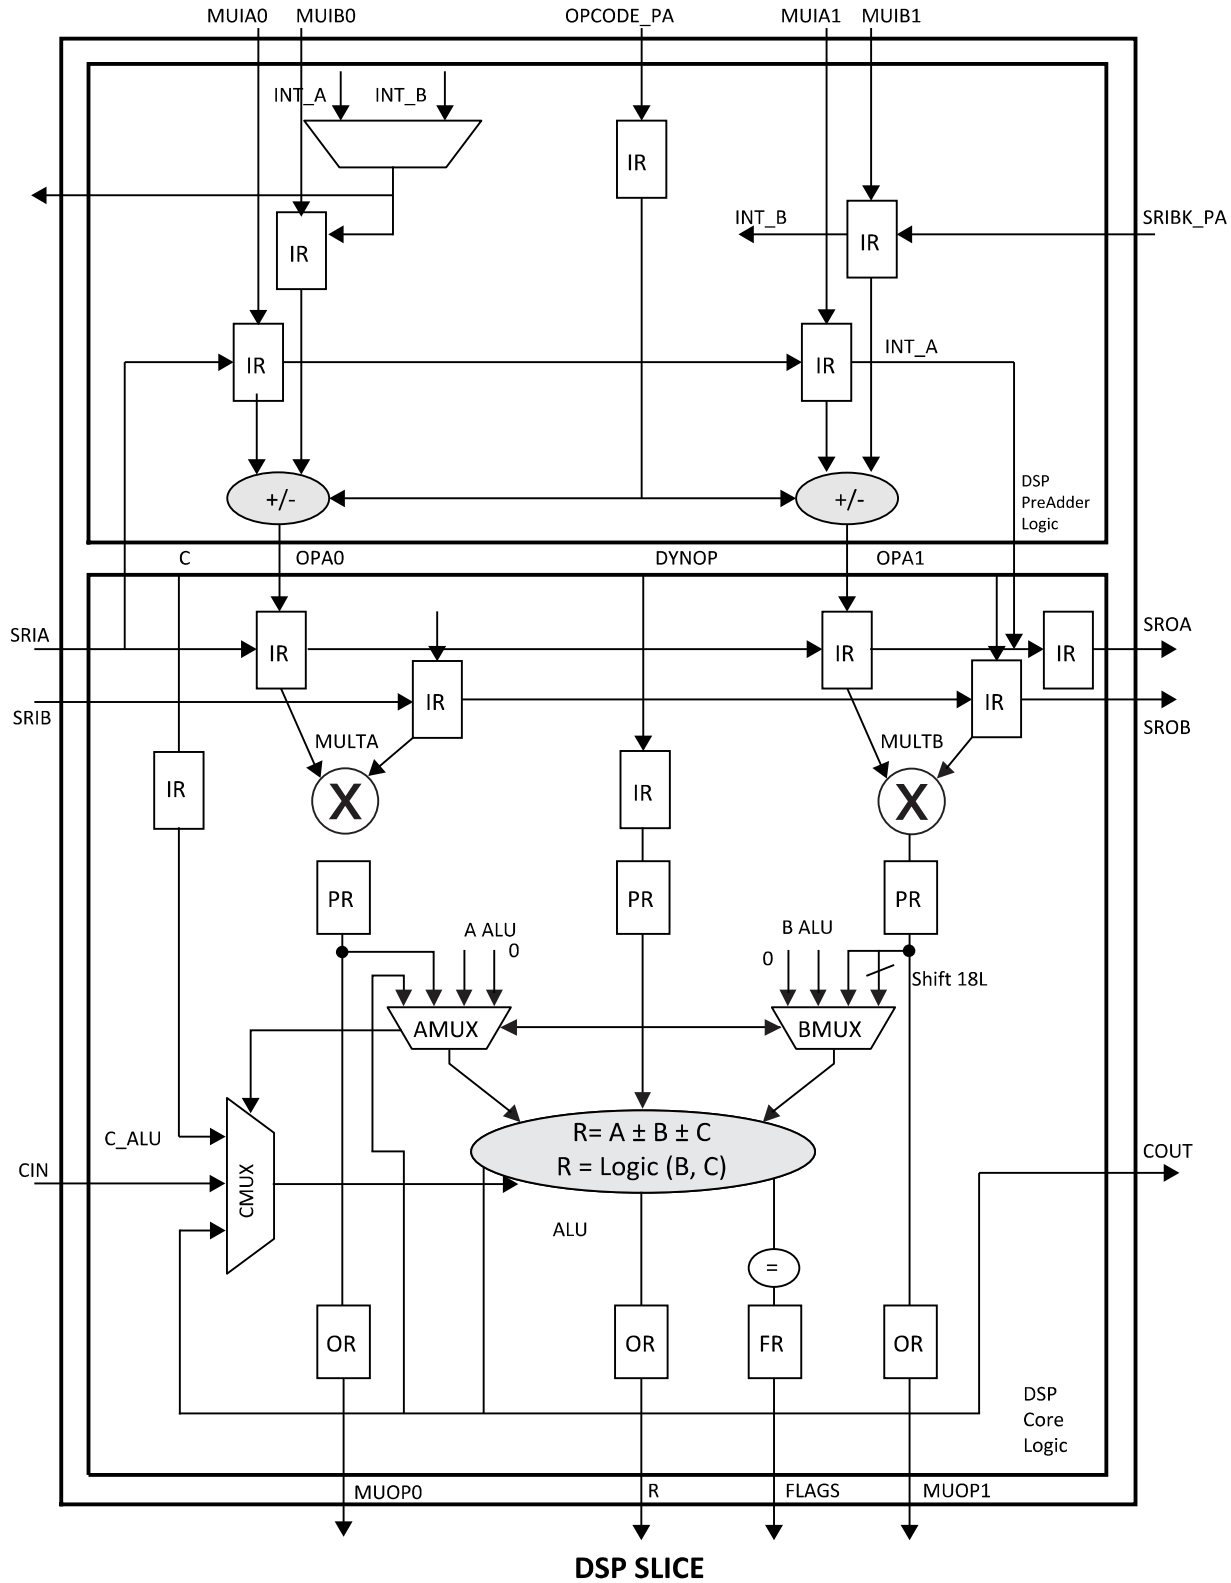 MUIA0
MUIB0
OPCODE_PA
MUIA1
MUIB1
INT_A
INT_B
IR
IR
INT_B
IR
SRIBK_PA
IR
IR
INT_A
+/-
+/-
DSP
PreAdder
Logic
C
OPA0
DYNOP
OPA1
SRIA
IR
IR
IR
SROA
SRIB
IR
IR
SROB
MULTA
MULTB
IR
X
IR
X
PR
PR
PR
A ALU
0
B ALU
0
Shift 18L
AMUX
BMUX
R= A ± B ± C
R = Logic (B, C)
C_ALU
CIN
CMUX
COUT
ALU
=
OR
OR
FR
OR
DSP
Core
Logic
MUOP0
R
FLAGS
MUOP1
DSP SLICE